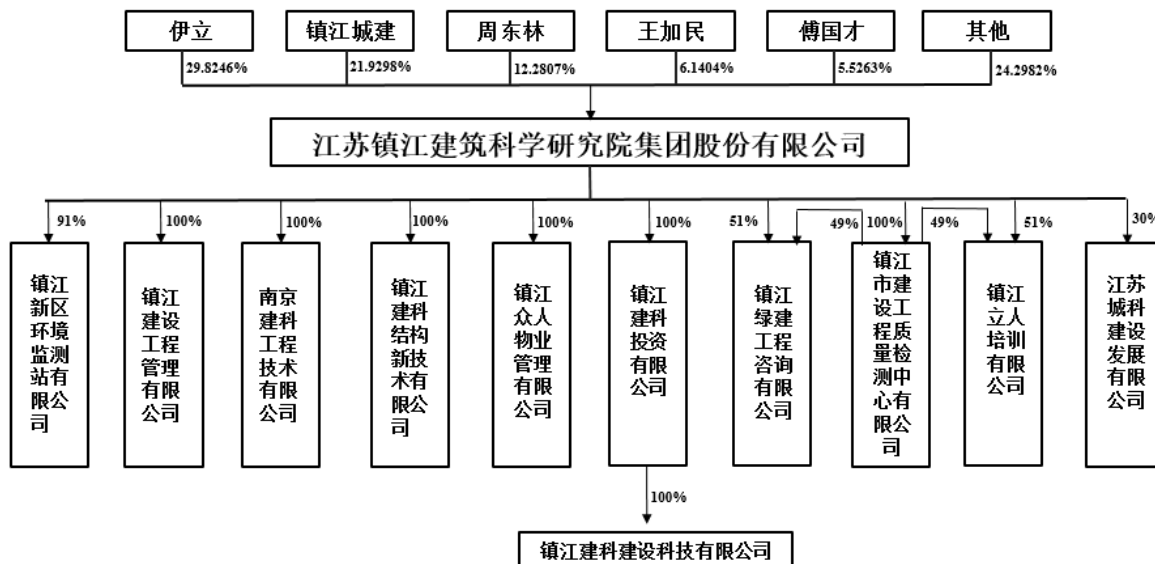 伊立
镇江城建
周东林
王加民
傅国才
其他
29.8246%
21.9298%
12.2807%
6.1404%
5.5263%
24.2982%
江苏镇江建筑科学研究院集团股份有限公司
91%
100%
100%
100%
100%
100%
51%
49%
100%
49%
51%
30%
镇江
新区
环境
监测
站有
限公
司
镇江
建设
工程
管理
有限
公司
南京
建科
工程
技术
有限
公司
镇江
建科
结构
新技
术有
限公
司
镇江
众人
物业
管理
有限
公司
镇江
建科
投资
有限
公司
镇江
绿建
工程
咨询
有限
公司
镇江
市建
设工
程质
量检
测中
心有
限公
司
镇江
立人
培训
有限
公司
江苏
城科
建设
发展
有限
公司
100%
镇江建科建设科技有限公司